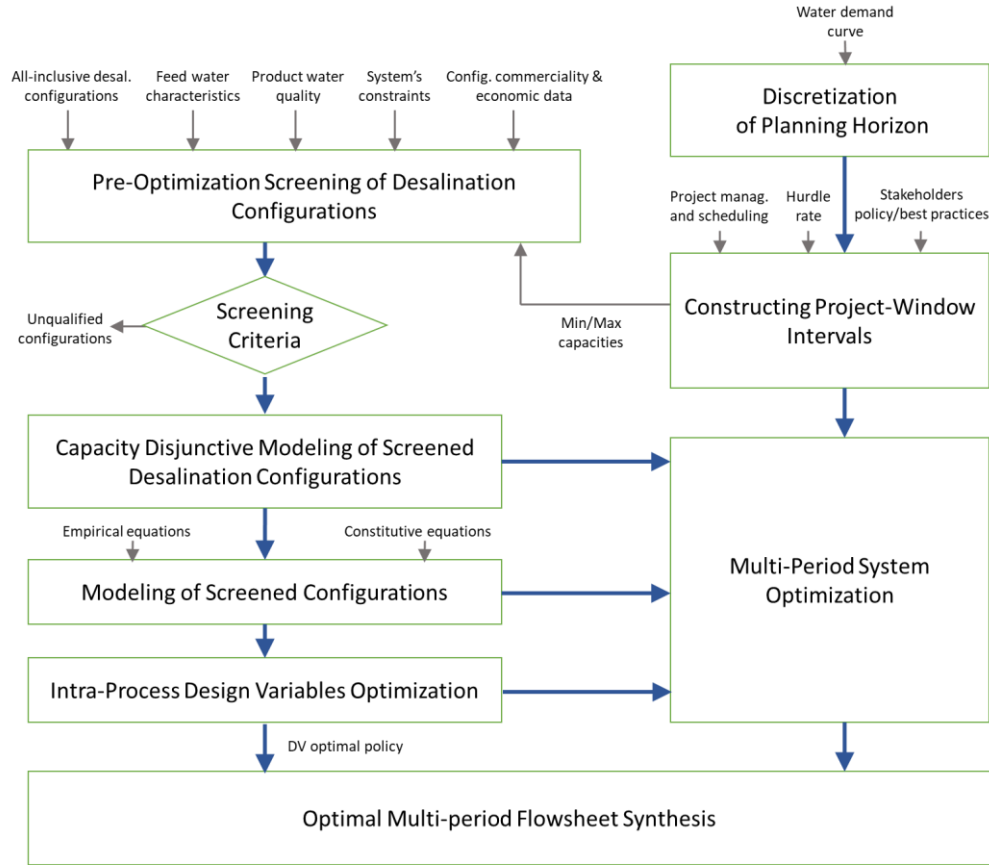 Water demand
curve
All-inclusive desal.
configurations
Feed water
characteristics
Product water
quality
System's
constraints
Config. commerciality &
economic data
Discretization
of Planning Horizon
Pre-Optimization Screening of Desalination
Configurations
Project manag.
and scheduling
Hurdle
rate
Stakeholders
policy/best practices
Unqualified
configurations
Screening
Criteria
Min/Max
capacities
Constructing Project-Window
Intervals
Capacity Disjunctive Modeling of Screened
Desalination Configurations
Empirical equations
Constitutive equations
Modeling of Screened Configurations
Multi-Period System
Optimization
Intra-Process Design Variables Optimization
DV optimal policy
Optimal Multi-period Flowsheet Synthesis